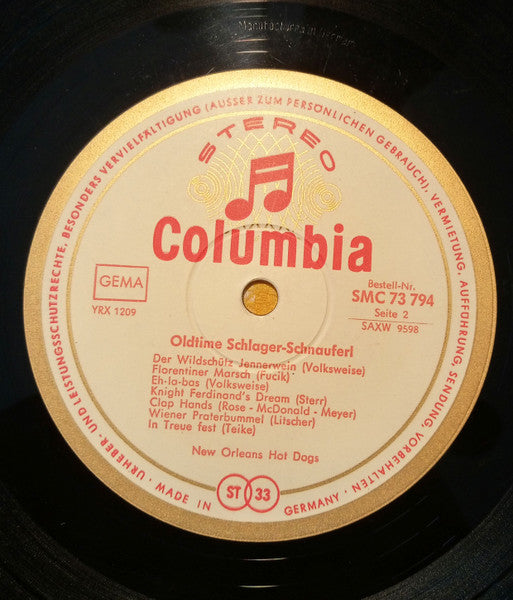 Manufactured in Germany
URHEBER- UND LEISTUNGSSCHUTZRECHTE, BESONDERS VERVIELFÄLTIGUNG (AUSSER ZUM PERSÖNLICHEN GEBRAUCH), VERMIETUNG, AUFFÜHRUNG, SENDUNG, VORBEHALTEN
STEREO
Columbia
GEMA
YRX 1209
Bestell-Nr.
SMC 73 794
Seite 2
SAXW 9598
Oldtime Schlager-Schnauferl
Der Wildschütz Jennerwein (Volksweise)
Florentiner Marsch (Fucik)
Eh-la-bas (Volksweise)
Knight Ferdinand's Dream (Sterr)
Clap Hands (Rose - McDonald - Meyer)
Wiener Praterbummel (Litscher)
In Treue fest (Teike)
New Orleans Hot Dogs
· MADE IN
ST 33
GERMANY ·